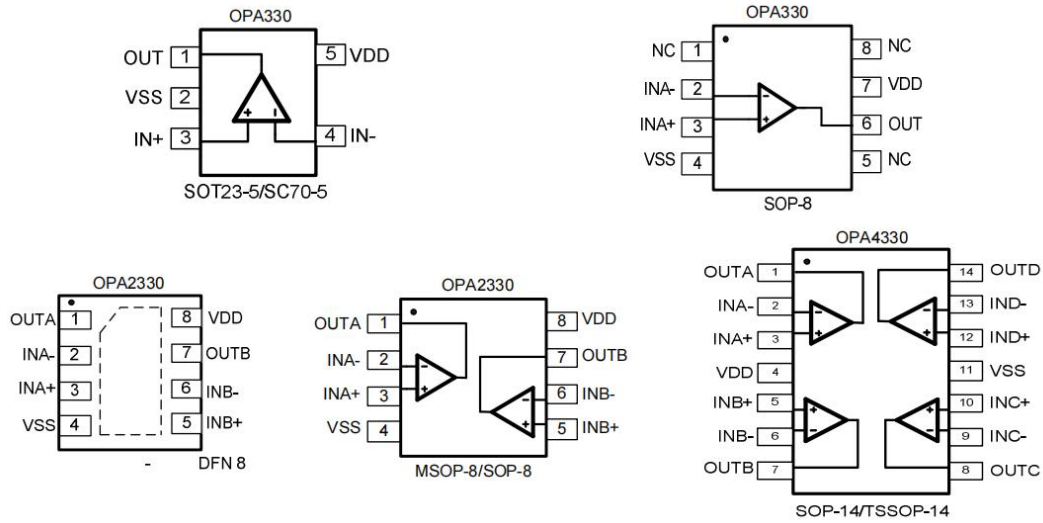 OPA330
OUT 1 5 VDD
VSS 2
IN+ 3 4 IN-
SOT23-5/SC70-5
OPA330
NC 1 8 NC
INA- 2 7 VDD
INA+ 3 6 OUT
VSS 4 5 NC
SOP-8
OPA2330
OUTA 1 8 VDD
INA- 2 7 OUTB
INA+ 3 6 INB-
VSS 4 5 INB+
- DFN 8
OPA2330
OUTA 1 8 VDD
INA- 2 7 OUTB
INA+ 3 6 INB-
VSS 4 5 INB+
MSOP-8/SOP-8
OPA4330
OUTA 1 14 OUTD
INA- 2 13 IND-
INA+ 3 12 IND+
VDD 4 11 VSS
INB+ 5 10 INC+
INB- 6 9 INC-
OUTB 7 8 OUTC
SOP-14/TSSOP-14